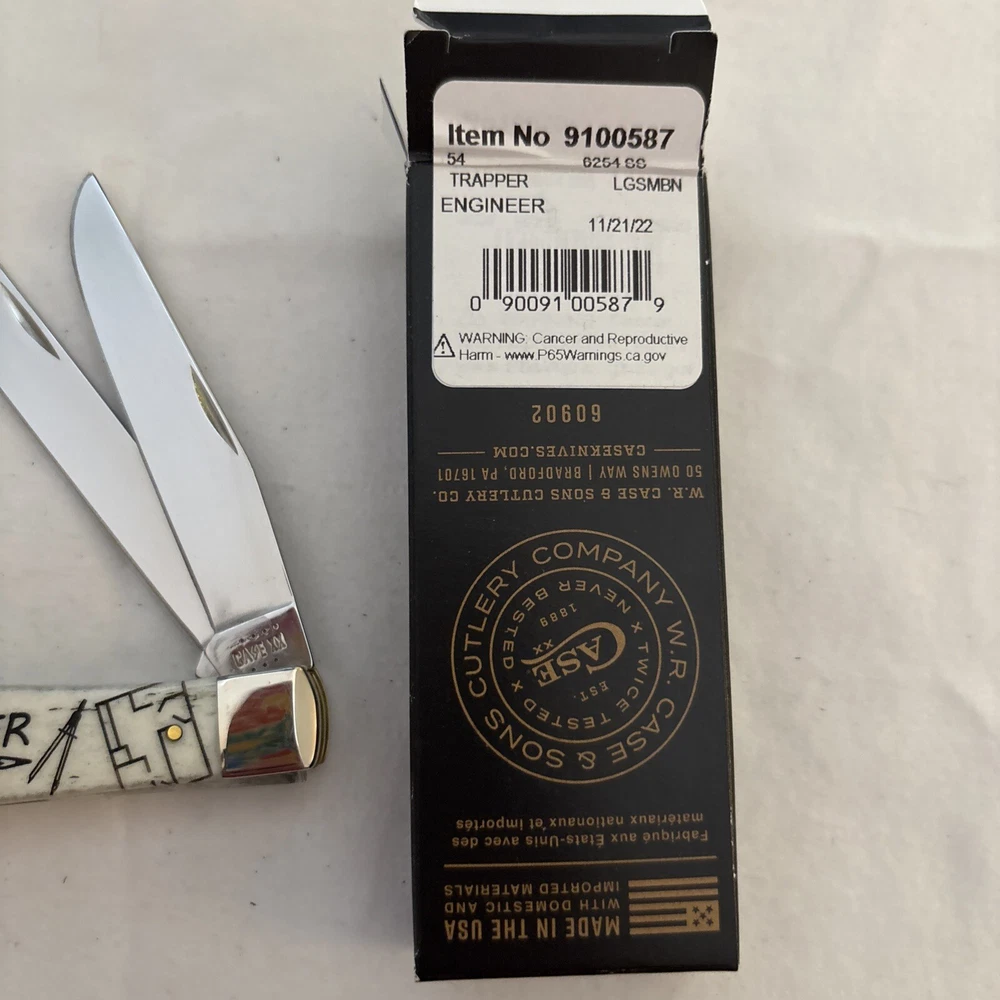 Item No 9100587
54 6254 SS
TRAPPER LGSMBN
ENGINEER
11/21/22
0 90091 00587 9
WARNING: Cancer and Reproductive
Harm - www.P65Warnings.ca.gov
60902
CASEKNIVES.COM
50 OWENS WAY | BRADFORD, PA 16701
W.R. CASE & SONS CUTLERY CO.
W.R. CASE & SONS CUTLERY COMPANY
NEVER BESTED x TWICE TESTED x
EST. 1889
CASE XX
Fabriqué aux États-Unis avec des
matériaux nationaux et importés
MADE IN THE USA
WITH DOMESTIC AND
IMPORTED MATERIALS
CASE XX
ER